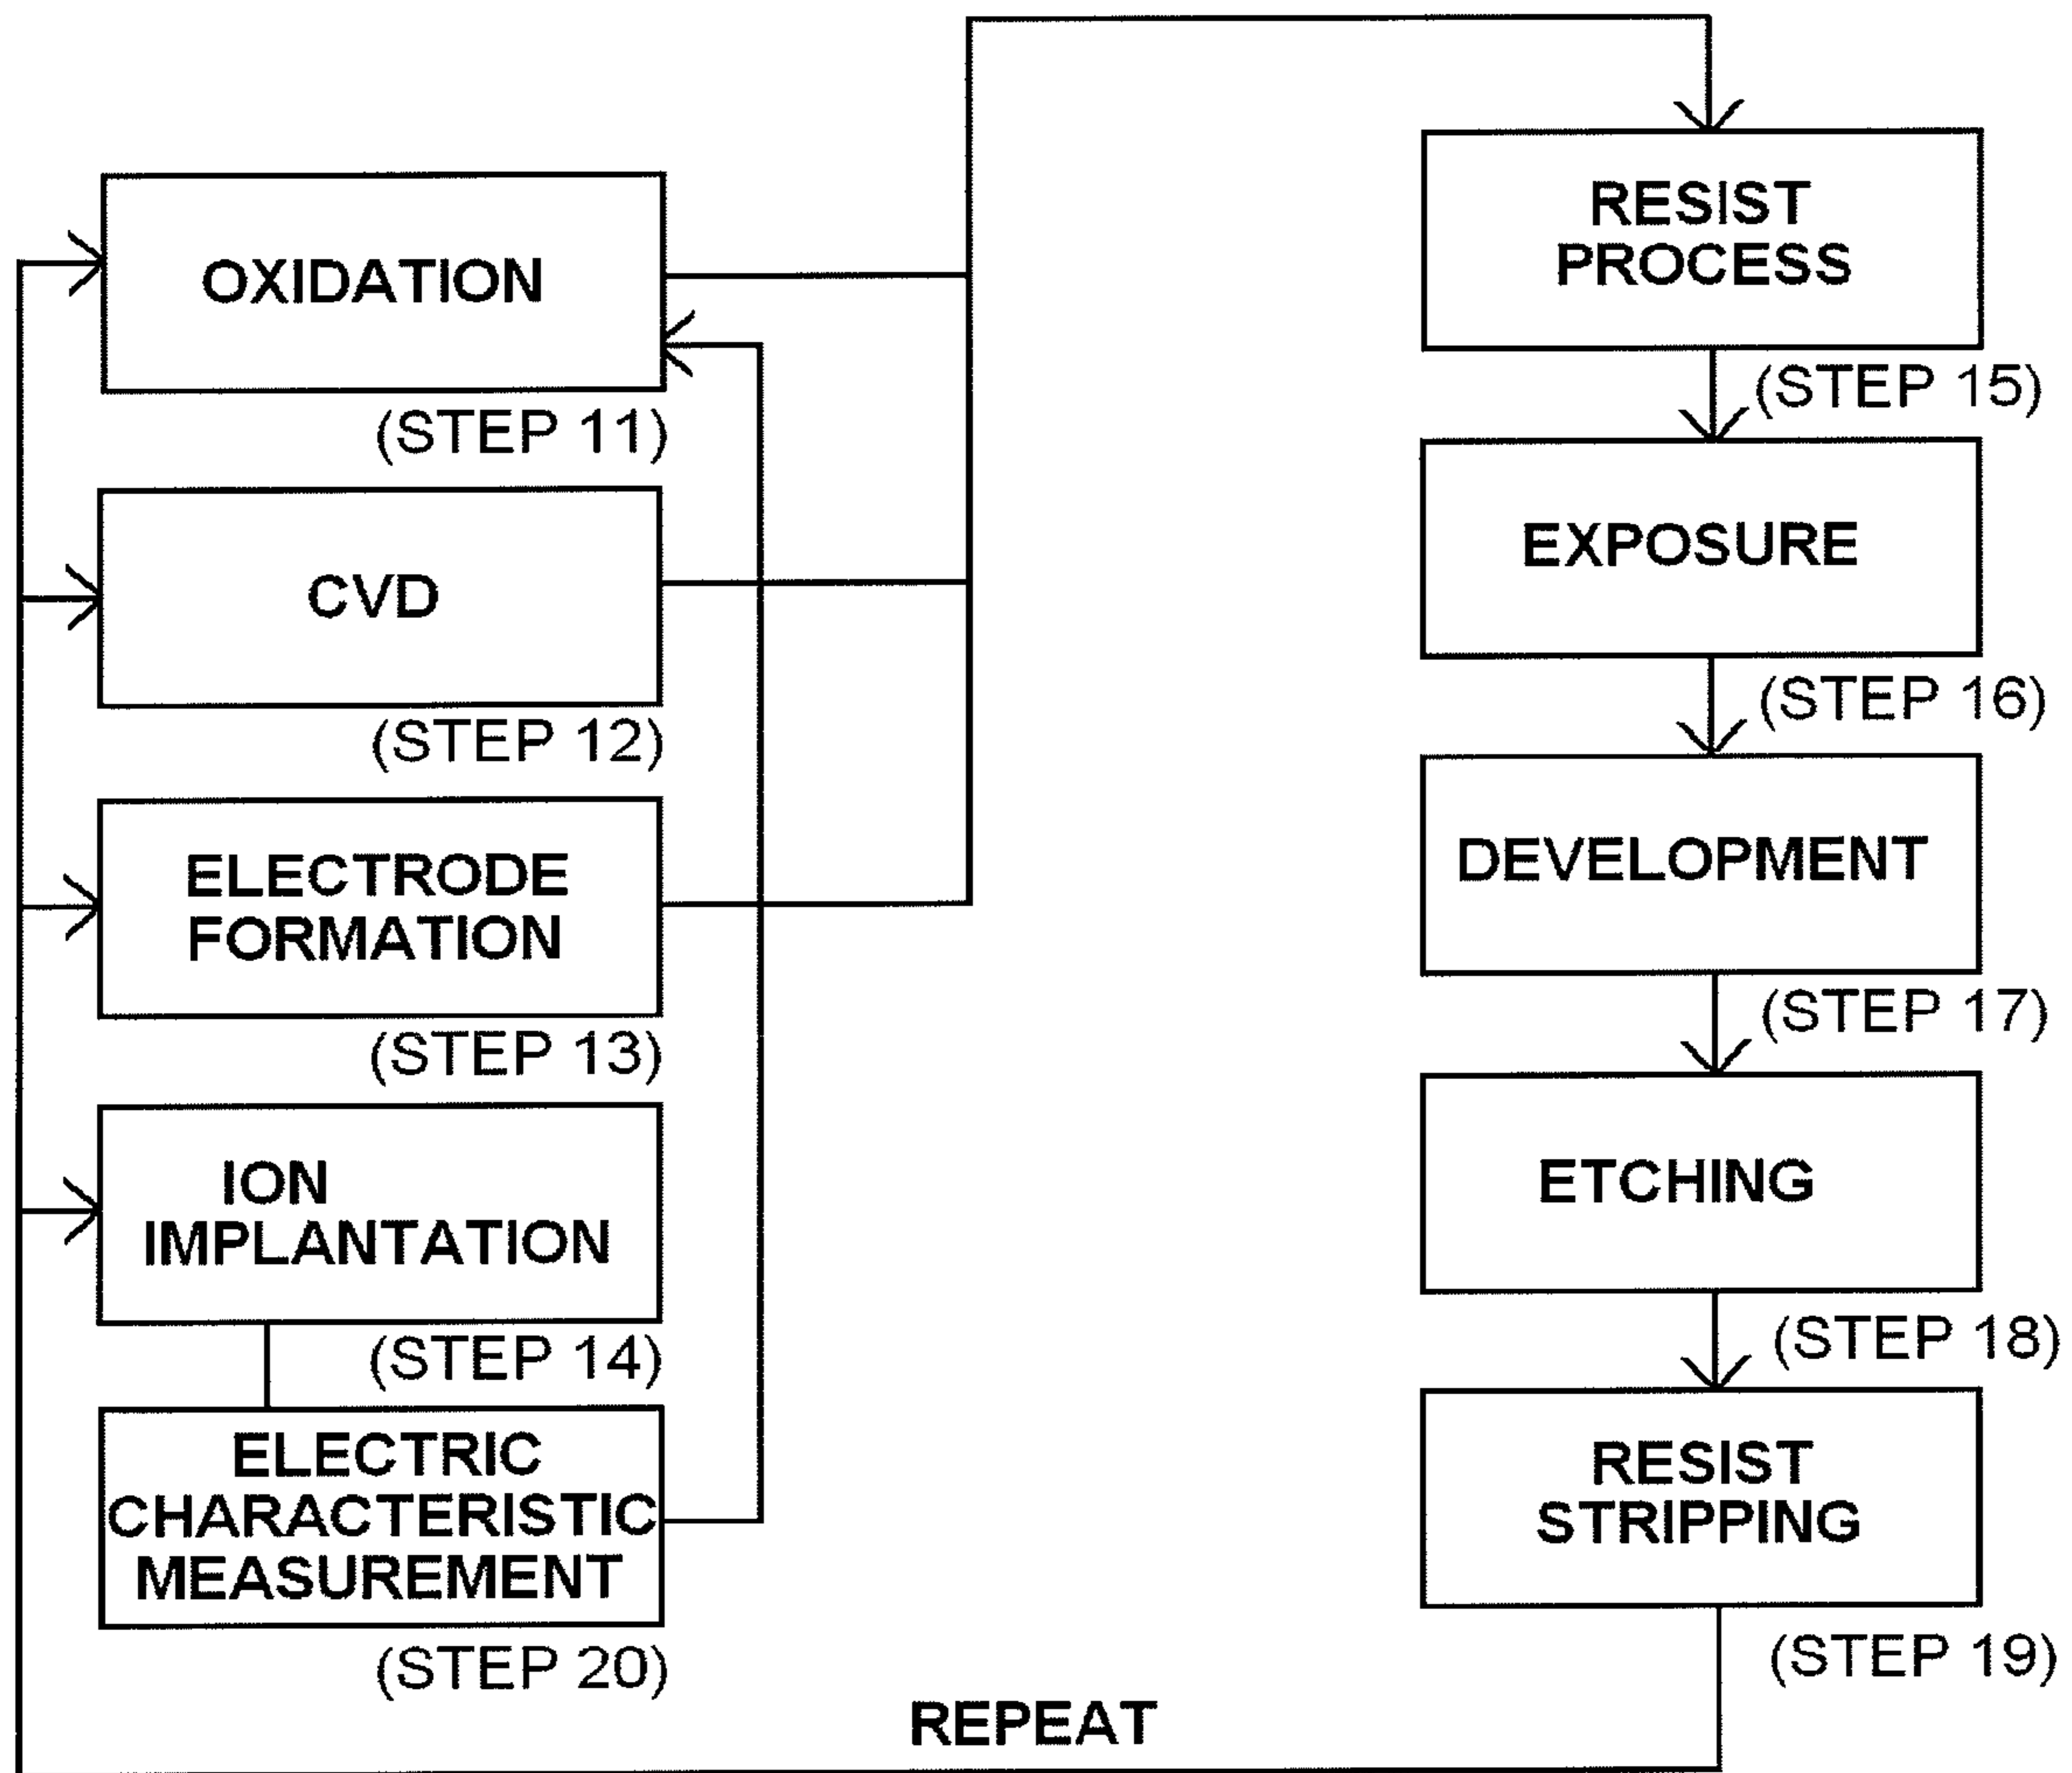 OXIDATION
(STEP 11)
CVD
(STEP 12)
ELECTRODE
FORMATION
(STEP 13)
ION
IMPLANTATION
(STEP 14)
ELECTRIC
CHARACTERISTIC
MEASUREMENT
(STEP 20)
RESIST
PROCESS
(STEP 15)
EXPOSURE
(STEP 16)
DEVELOPMENT
(STEP 17)
ETCHING
(STEP 18)
RESIST
STRIPPING
(STEP 19)
REPEAT